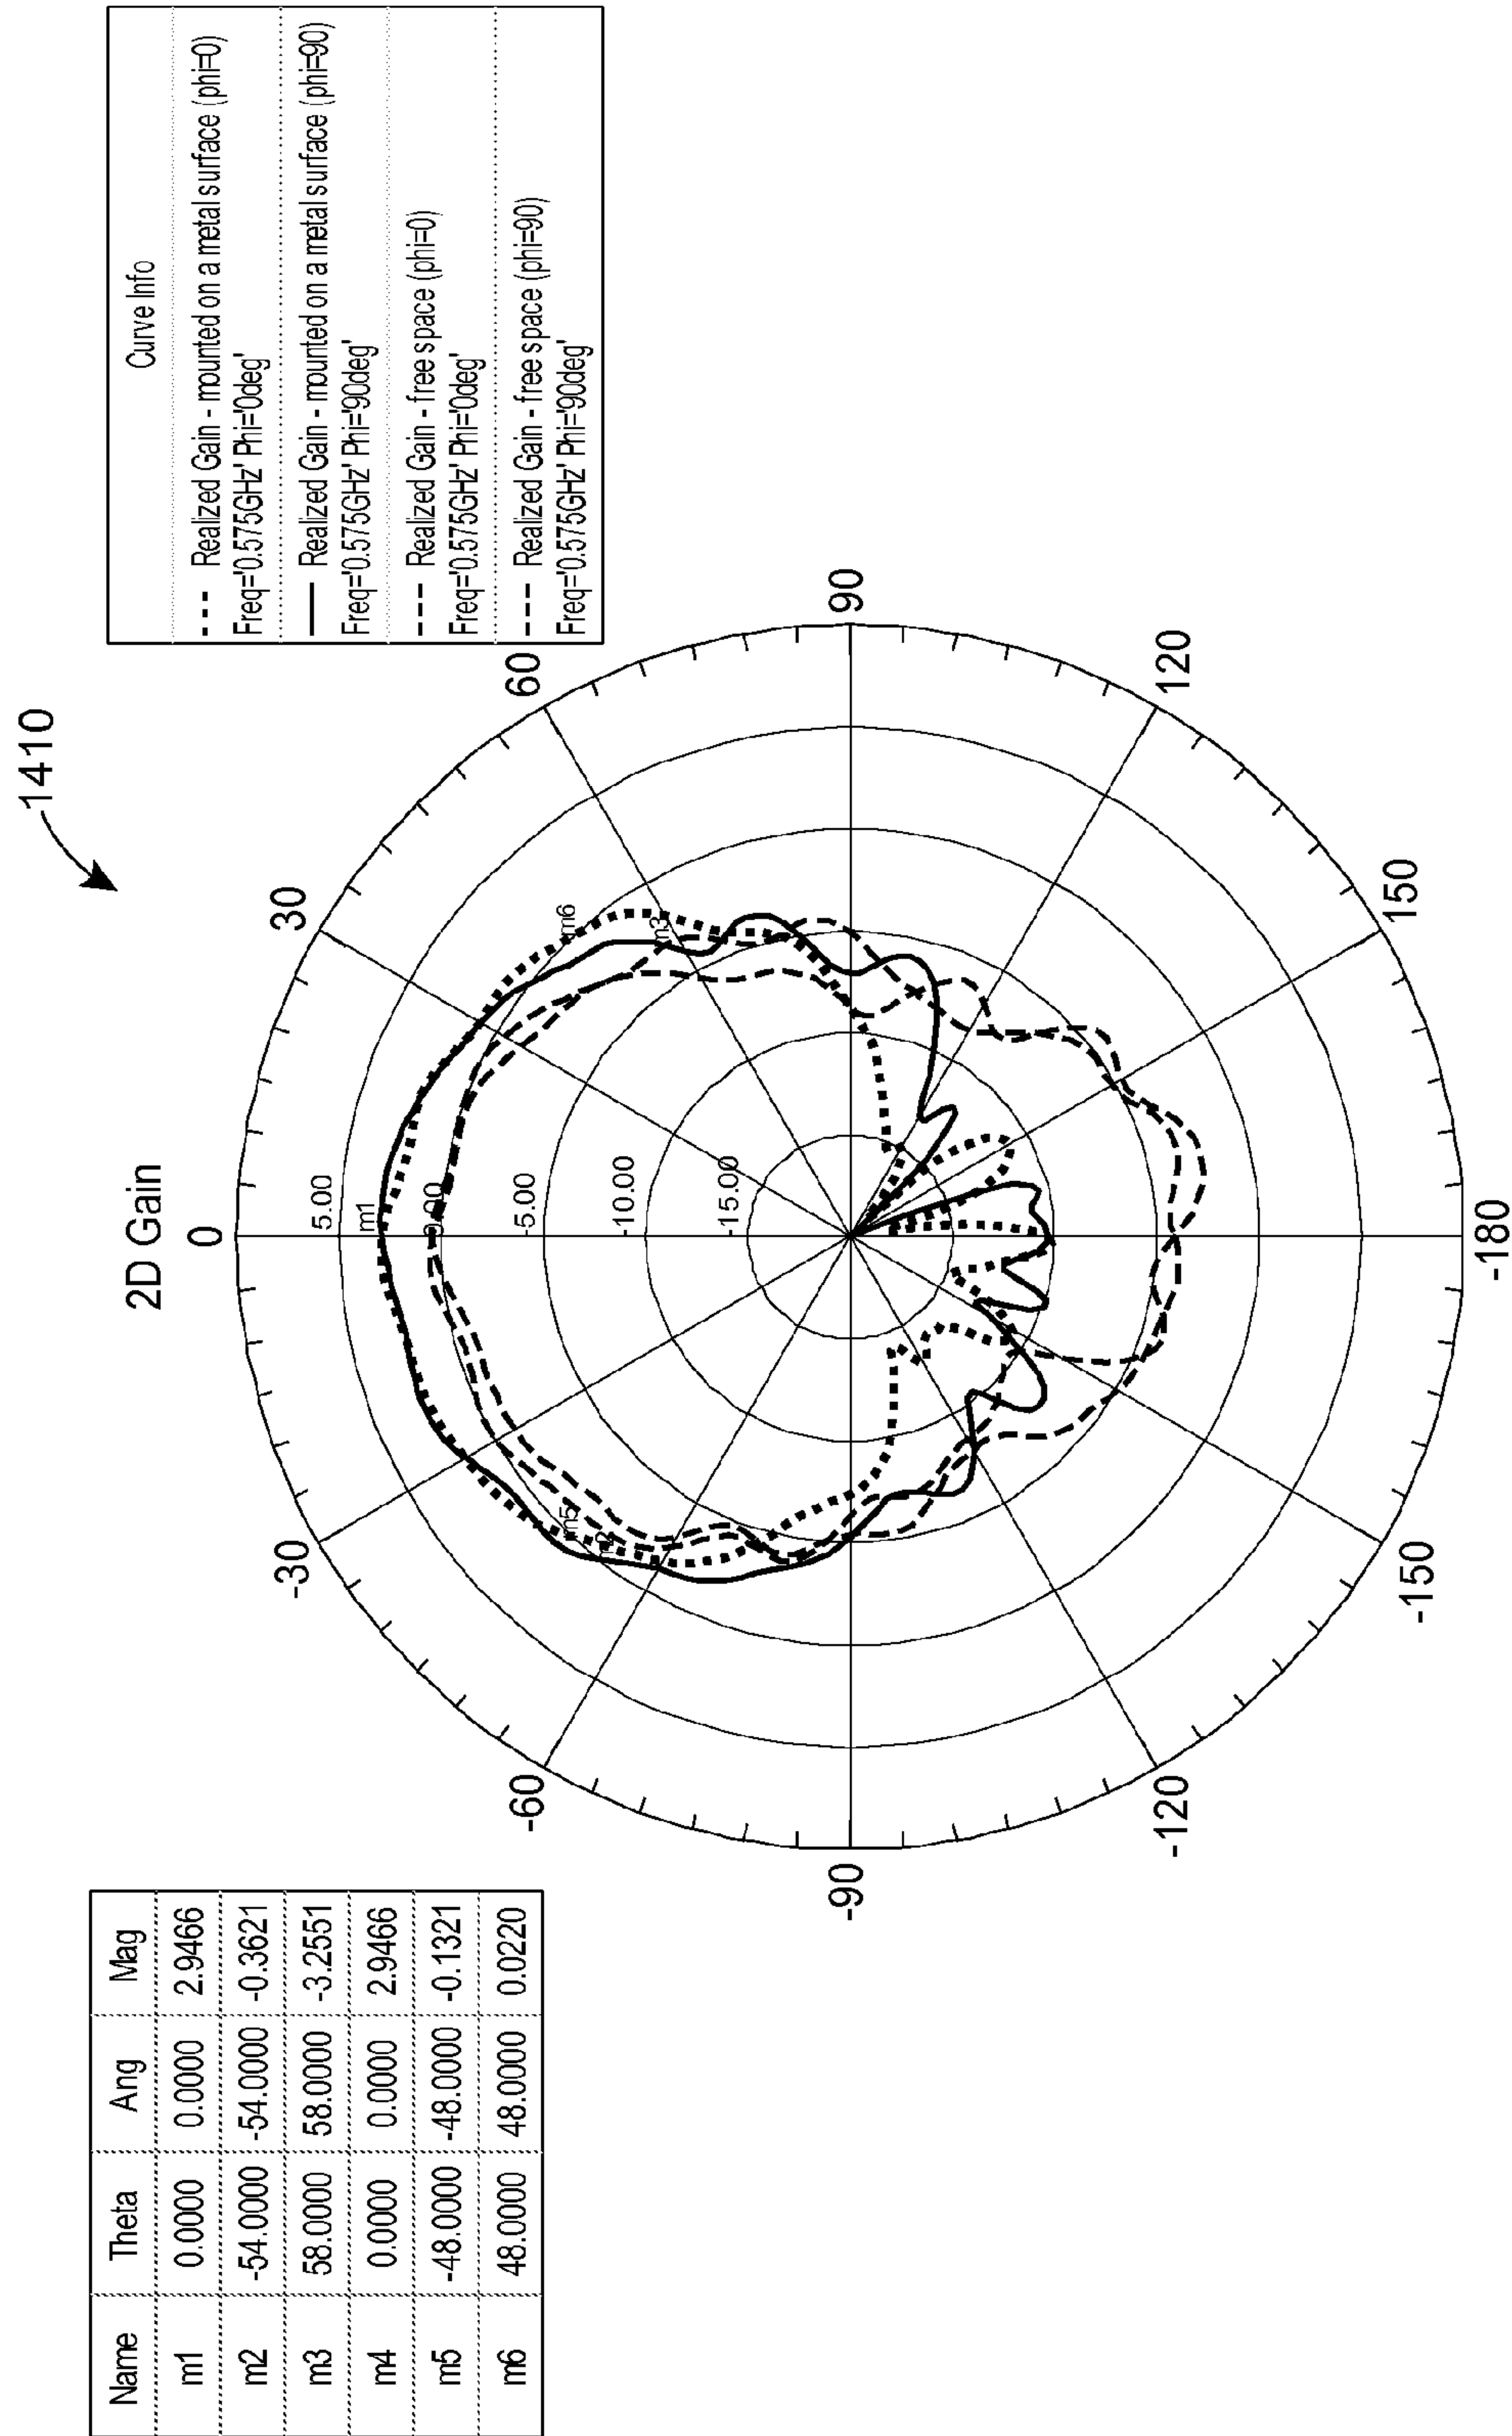 1410
2D Gain
Name Theta Ang Mag
m1 0.0000 0.0000 2.9466
m2 -54.0000 -54.0000 -0.3621
m3 58.0000 58.0000 -3.2551
m4 0.0000 0.0000 2.9466
m5 -48.0000 -48.0000 -0.1321
m6 48.0000 48.0000 0.0220
Curve Info
Realized Gain - mounted on a metal surface (phi=0)
Freq='0.575GHz' Phi='0deg'
Realized Gain - mounted on a metal surface (phi=90)
Freq='0.575GHz' Phi='90deg'
Realized Gain - free space (phi=0)
Freq='0.575GHz' Phi='0deg'
Realized Gain - free space (phi=90)
Freq='0.575GHz' Phi='90deg'
0
-30
30
-60
60
-90
90
-120
120
-150
150
-180
5.00
m1
0.00
-5.00
-10.00
-15.00
m5
m2
m6
m3